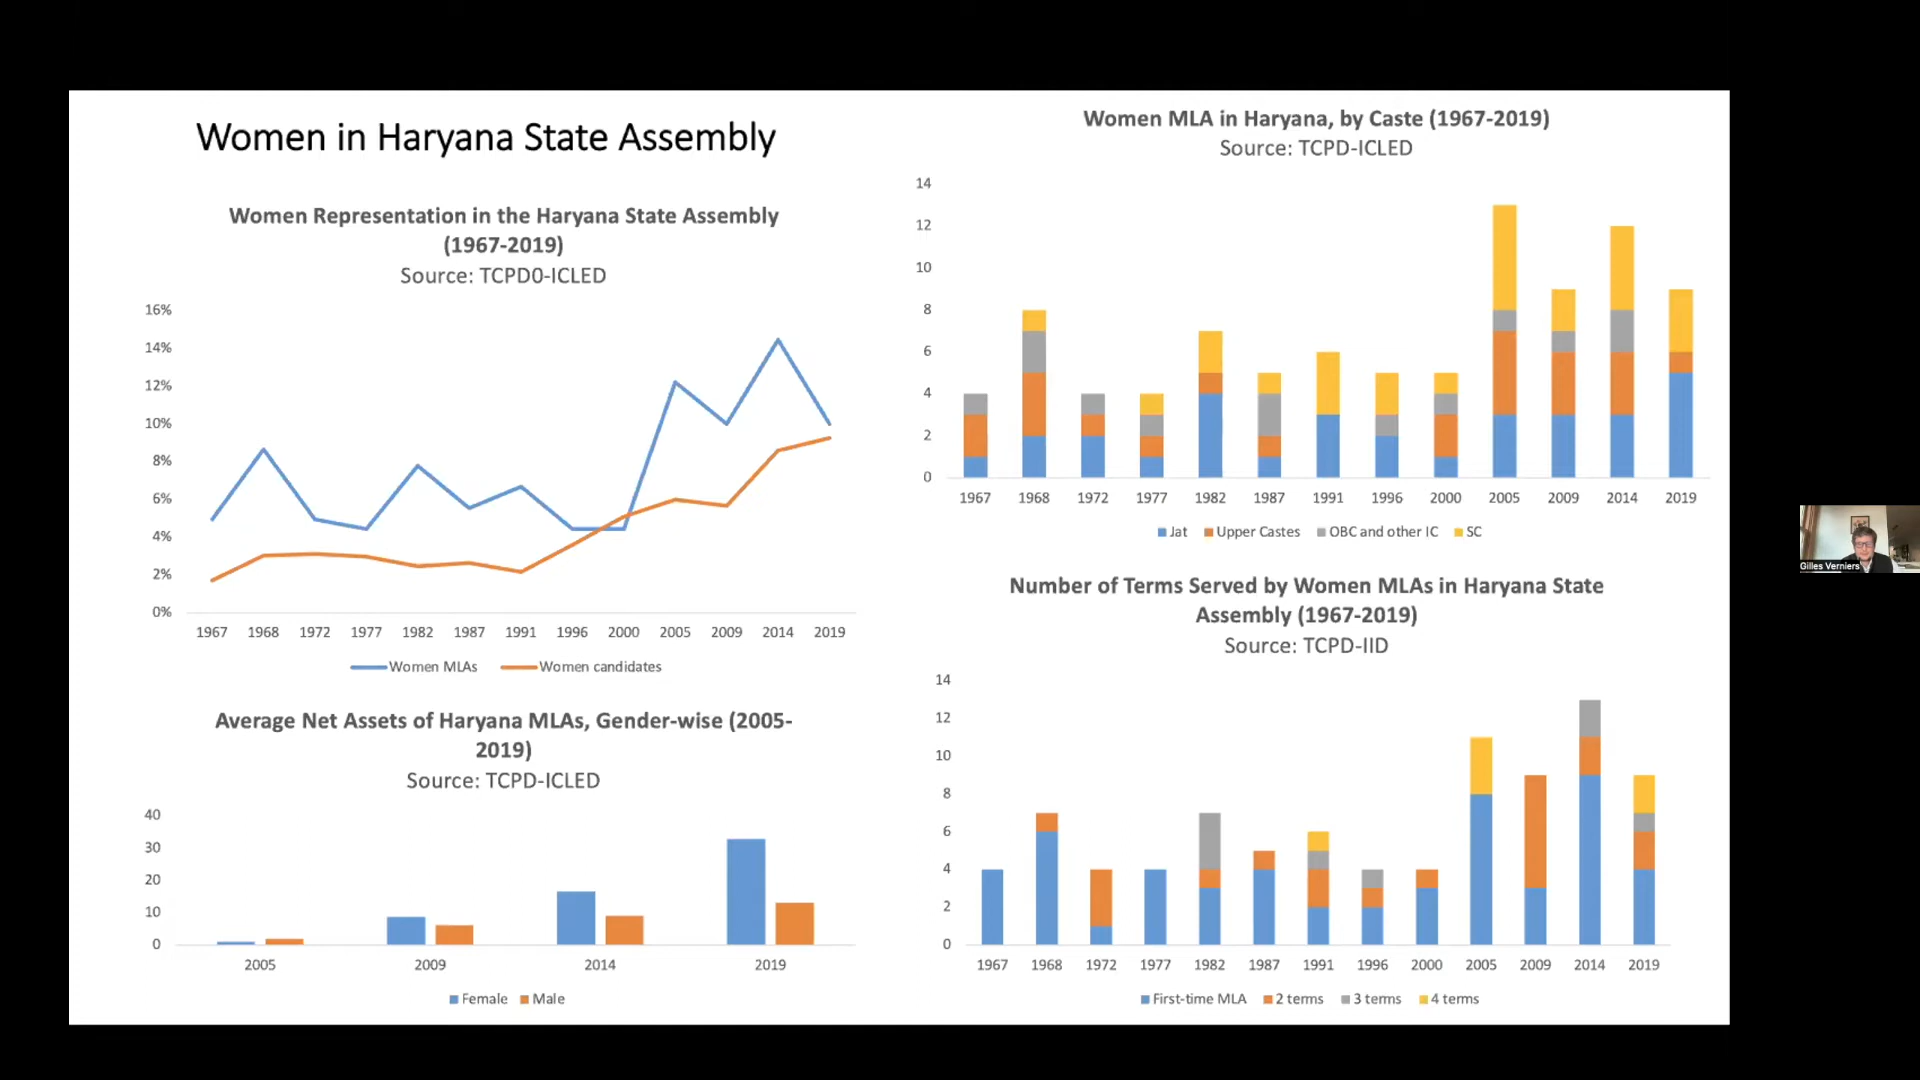 Women in Haryana State Assembly
Women Representation in the Haryana State Assembly
(1967-2019)
Source: TCPD0-ICLED
16%
14%
12%
10%
8%
6%
4%
2%
0%
1967 1968 1972 1977 1982 1987 1991 1996 2000 2005 2009 2014 2019
Women MLAs Women candidates
Average Net Assets of Haryana MLAs, Gender-wise (2005-
2019)
Source: TCPD-ICLED
40
30
20
10
0
2005 2009 2014 2019
Female Male
Women MLA in Haryana, by Caste (1967-2019)
Source: TCPD-ICLED
14
12
10
8
6
4
2
0
1967 1968 1972 1977 1982 1987 1991 1996 2000 2005 2009 2014 2019
Jat Upper Castes OBC and other IC SC
Number of Terms Served by Women MLAs in Haryana State
Assembly (1967-2019)
Source: TCPD-IID
14
12
10
8
6
4
2
0
1967 1968 1972 1977 1982 1987 1991 1996 2000 2005 2009 2014 2019
First-time MLA 2 terms 3 terms 4 terms
Gilles Verniers